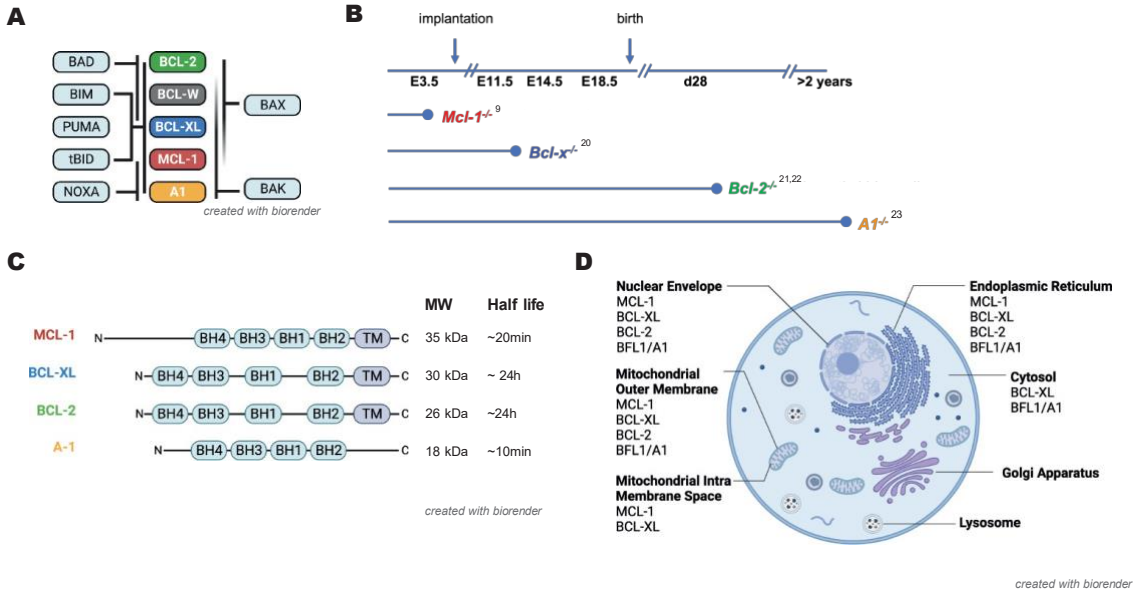 A
BAD
BIM
PUMA
tBID
NOXA
BCL-2
BCL-W
BCL-XL
MCL-1
A1
BAX
BAK
created with biorender
B
implantation
birth
E3.5
E11.5
E14.5
E18.5
d28
>2 years
Mcl-1-/- 9
Bcl-x-/- 20
Bcl-2-/- 21,22
A1-/- 23
C
MW
Half life
MCL-1
N
BH4
BH3
BH1
BH2
TM
C
35 kDa
~20min
BCL-XL
N
BH4
BH3
BH1
BH2
TM
C
30 kDa
~ 24h
BCL-2
N
BH4
BH3
BH1
BH2
TM
C
26 kDa
~24h
A-1
N
BH4
BH3
BH1
BH2
C
18 kDa
~10min
created with biorender
D
Nuclear Envelope
MCL-1
BCL-XL
BCL-2
BFL1/A1
Mitochondrial
Outer Membrane
MCL-1
BCL-XL
BCL-2
BFL1/A1
Mitochondrial Intra
Membrane Space
MCL-1
BCL-XL
Endoplasmic Reticulum
MCL-1
BCL-XL
BCL-2
BFL1/A1
Cytosol
BCL-XL
BFL1/A1
Golgi Apparatus
Lysosome
created with biorender